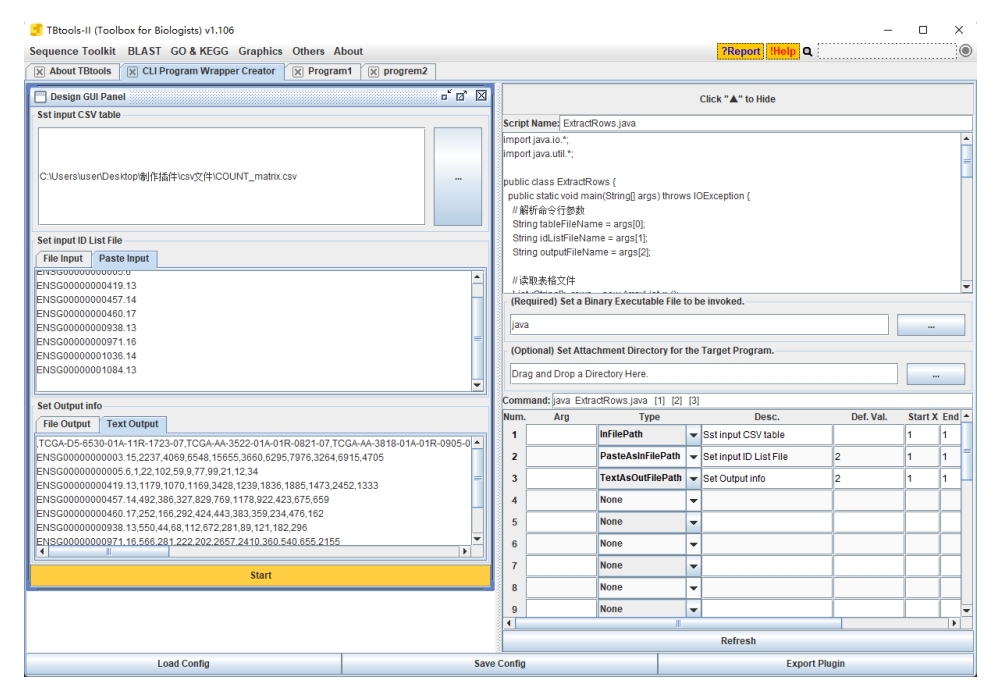 TBtools-II (Toolbox for Biologists) v1.106
Sequence Toolkit BLAST GO & KEGG Graphics Others About
?Report !Help
About TBtools CLI Program Wrapper Creator Program1 progrem2
Design GUI Panel
Sst input CSV table
C:\Users\user\Desktop\制作插件\csv文件\COUNT_matrix.csv
...
Set input ID List File
File Input Paste Input
ENSG00000000005.6
ENSG00000000419.13
ENSG00000000457.14
ENSG00000000460.17
ENSG00000000938.13
ENSG00000000971.16
ENSG00000001036.14
ENSG00000001084.13
Set Output info
File Output Text Output
,TCGA-D5-6530-01A-11R-1723-07,TCGA-AA-3522-01A-01R-0821-07,TCGA-AA-3818-01A-01R-0905-0
ENSG00000000003.15,2237,4069,6548,15655,3660,6295,7976,3264,6915,4705
ENSG00000000005.6,1,22,102,59,9,77,99,21,12,34
ENSG00000000419.13,1179,1070,1169,3428,1239,1836,1885,1473,2452,1333
ENSG00000000457.14,492,386,327,829,769,1178,922,423,675,659
ENSG00000000460.17,252,166,292,424,443,383,359,234,476,162
ENSG00000000938.13,550,44,68,112,672,281,89,121,182,296
ENSG00000000971.16,566,281,222,202,2657,2410,360,540,655,2155
Start
Click "▲" to Hide
Script Name: ExtractRows.java
import java.io.*;
import java.util.*;
public class ExtractRows {
public static void main(String[] args) throws IOException {
// 解析命令行参数
String tableFileName = args[0];
String idListFileName = args[1];
String outputFileName = args[2];
// 读取表格文件
(Required) Set a Binary Executable File to be invoked.
java
...
(Optional) Set Attachment Directory for the Target Program.
Drag and Drop a Directory Here.
...
Command: java ExtractRows.java [1] [2] [3]
Num. Arg Type Desc. Def. Val. Start X End
1 InFilePath Sst input CSV table 1 1
2 PasteAsInFilePath Set input ID List File 2 1 1
3 TextAsOutFilePath Set Output info 2 1 1
4 None
5 None
6 None
7 None
8 None
9 None
Refresh
Load Config Save Config Export Plugin